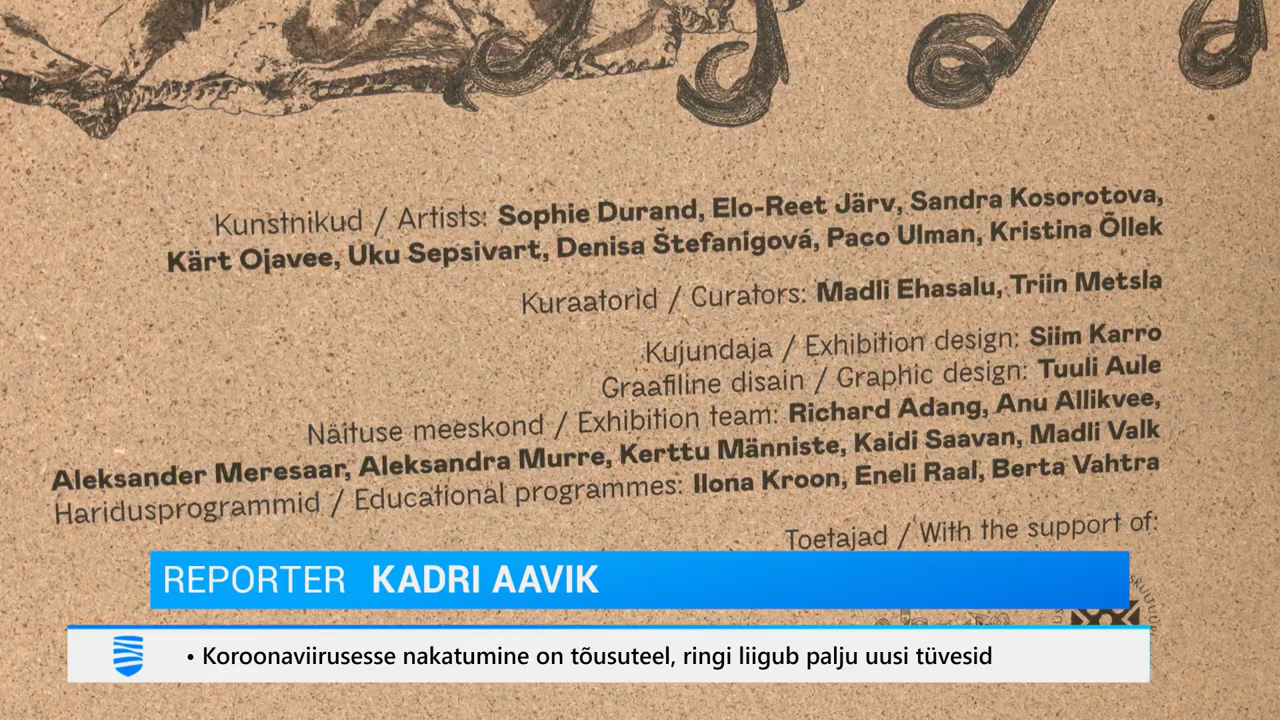 Kunstnikud / Artists: Sophie Durand, Elo-Reet Järv, Sandra Kosorotova,
Kärt Ojavee, Uku Sepsivart, Denisa Štefanigová, Paco Ulman, Kristina Õllek
Kuraatorid / Curators: Madli Ehasalu, Triin Metsla
Kujundaja / Exhibition design: Siim Karro
Graafiline disain / Graphic design: Tuuli Aule
Näituse meeskond / Exhibition team: Richard Adang, Anu Allikvee,
Aleksander Meresaar, Aleksandra Murre, Kerttu Männiste, Kaidi Saavan, Madli Valk
Haridusprogrammid / Educational programmes: Ilona Kroon, Eneli Raal, Berta Vahtra
Toetajad / With the support of:
REPORTER KADRI AAVIK
• Koroonaviirusesse nakatumine on tõusuteel, ringi liigub palju uusi tüvesid